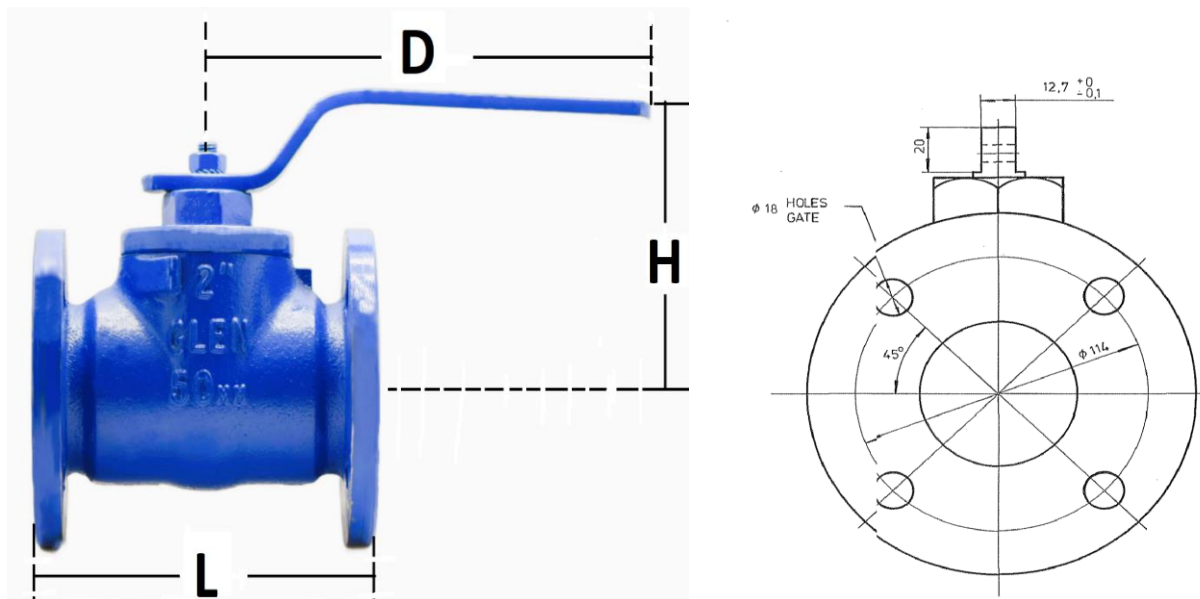 D
H
L
2"
GLEN
50
12,7 +0
-0,1
20
ϕ 18 HOLES
GATE
45°
ϕ 114